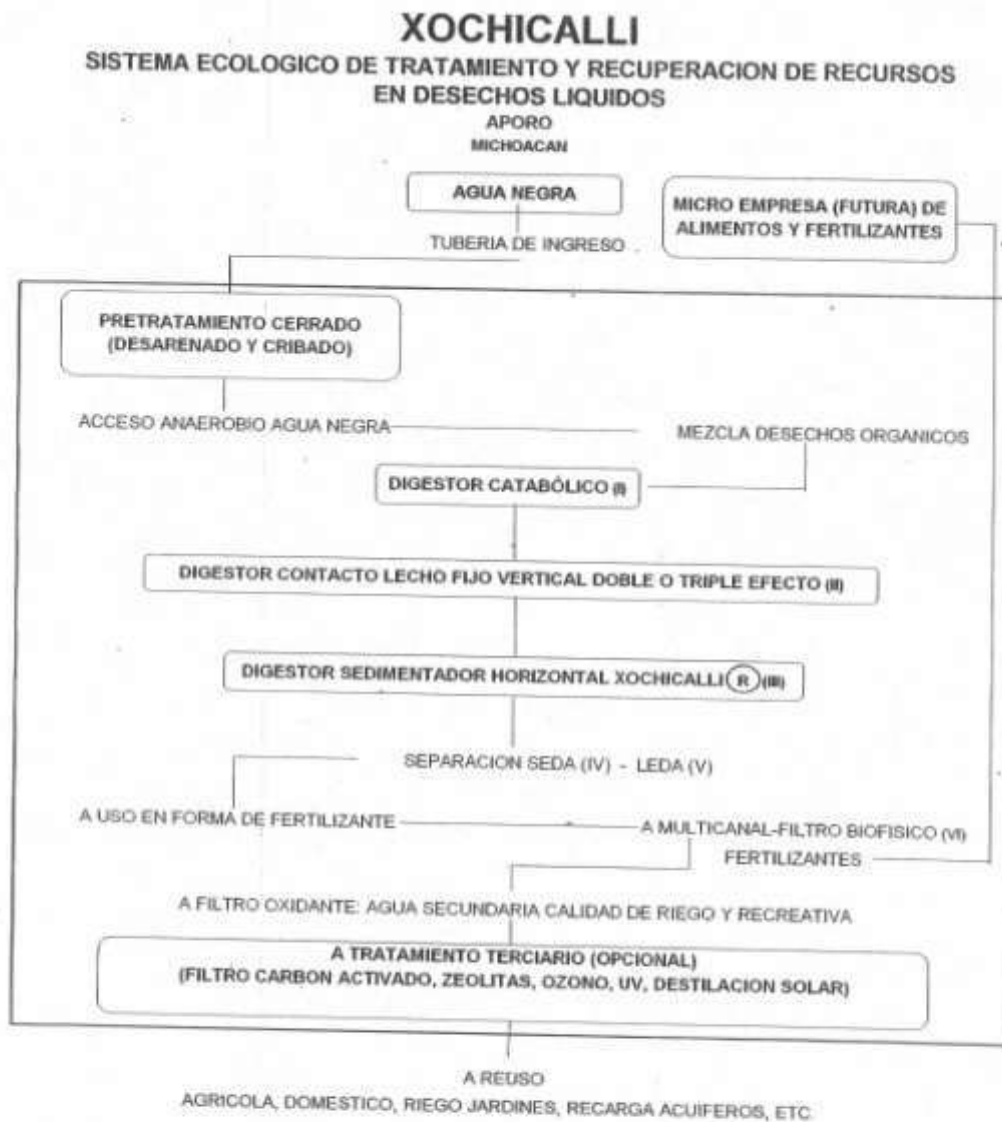 XOCHICALLI
SISTEMA ECOLOGICO DE TRATAMIENTO Y RECUPERACION DE RECURSOS
EN DESECHOS LIQUIDOS
APORO
MICHOACAN
AGUA NEGRA
MICRO EMPRESA (FUTURA) DE
ALIMENTOS Y FERTILIZANTES
TUBERIA DE INGRESO
PRETRATAMIENTO CERRADO
(DESARENADO Y CRIBADO)
ACCESO ANAEROBIO AGUA NEGRA
MEZCLA DESECHOS ORGANICOS
DIGESTOR CATABÓLICO (I)
DIGESTOR CONTACTO LECHO FIJO VERTICAL DOBLE O TRIPLE EFECTO (II)
DIGESTOR SEDIMENTADOR HORIZONTAL XOCHICALLI R (III)
SEPARACION SEDA (IV) - LEDA (V)
A USO EN FORMA DE FERTILIZANTE
A MULTICANAL-FILTRO BIOFISICO (VI)
FERTILIZANTES
A FILTRO OXIDANTE: AGUA SECUNDARIA CALIDAD DE RIEGO Y RECREATIVA
A TRATAMIENTO TERCIARIO (OPCIONAL)
(FILTRO CARBON ACTIVADO, ZEOLITAS, OZONO, UV, DESTILACION SOLAR)
A REUSO
AGRICOLA, DOMESTICO, RIEGO JARDINES, RECARGA ACUIFEROS, ETC